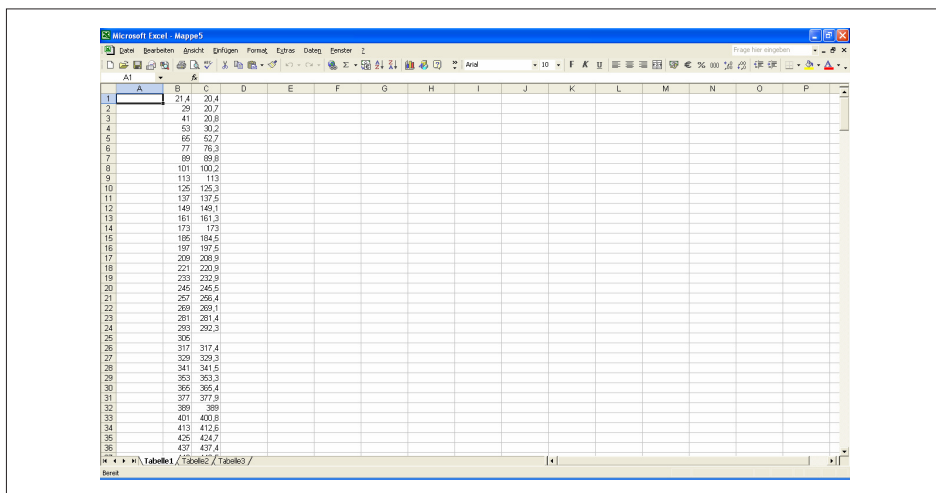 Microsoft Excel - Mappe5
Datei Bearbeiten Ansicht Einfügen Format Extras Daten Fenster ? Frage hier eingeben
Arial 10 F K U € % 000
A1 fx
A B C D E F G H I J K L M N O P
1 21,4 20,4
2 29 20,7
3 41 20,8
4 53 30,2
5 65 52,7
6 77 76,3
7 89 89,8
8 101 100,2
9 113 113
10 125 125,3
11 137 137,5
12 149 149,1
13 161 161,3
14 173 173
15 185 184,5
16 197 197,5
17 209 208,9
18 221 220,9
19 233 232,9
20 245 245,5
21 257 256,4
22 269 269,1
23 281 281,4
24 293 292,3
25 305
26 317 317,4
27 329 329,3
28 341 341,5
29 353 353,3
30 365 365,4
31 377 377,9
32 389 389
33 401 400,8
34 413 412,6
35 425 424,7
36 437 437,4
Tabelle1 / Tabelle2 / Tabelle3 /
Bereit